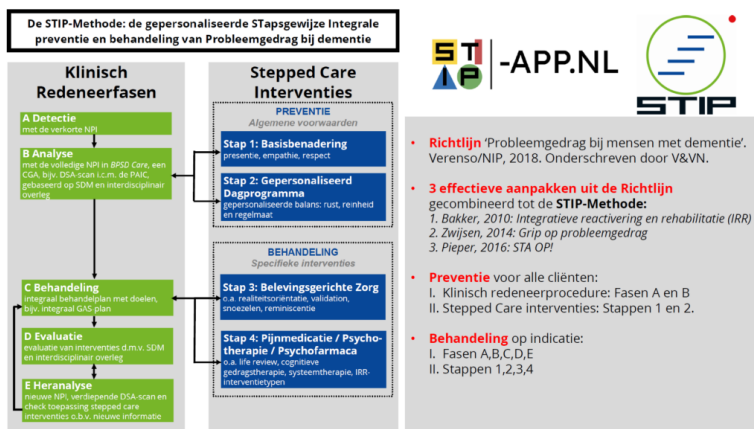 De STIP-Methode: de gepersonaliseerde STapsgewijze Integrale
preventie en behandeling van Probleemgedrag bij dementie
Klinisch
Redeneerfasen
A Detectie
met de verkorte NPI
B Analyse
met de volledige NPI in BPSD Care, een
CGA, bijv. DSA-scan i.c.m. de PAIC,
gebaseerd op SDM en interdisciplinair
overleg
C Behandeling
integraal behandelplan met doelen,
bijv. integraal GAS plan
D Evaluatie
evaluatie van interventies d.m.v. SDM
en interdisciplinair overleg
E Heranalyse
nieuwe NPI, verdiepende DSA-scan en
check toepassing stepped care
interventies o.b.v. nieuwe informatie
Stepped Care
Interventies
PREVENTIE
Algemene voorwaarden
Stap 1: Basisbenadering
presentie, empathie, respect
Stap 2: Gepersonaliseerd
Dagprogramma
gepersonaliseerde balans: rust, reinheid
en regelmaat
BEHANDELING
Specifieke interventies
Stap 3: Belevingsgerichte Zorg
o.a. realiteitsoriëntatie, validation,
snoezelen, reminiscentie
Stap 4: Pijnmedicatie / Psycho-
therapie / Psychofarmaca
o.a. life review, cognitieve
gedragstherapie, systeemtherapie, IRR-
interventietypen
STIP-APP.NL
STIP
• Richtlijn ‘Probleemgedrag bij mensen met dementie’.
Verenso/NIP, 2018. Onderschreven door V&VN.
• 3 effectieve aanpakken uit de Richtlijn
gecombineerd tot de STIP-Methode:
1. Bakker, 2010: Integratieve reactivering en rehabilitatie (IRR)
2. Zwijsen, 2014: Grip op probleemgedrag
3. Pieper, 2016: STA OP!
• Preventie voor alle cliënten:
I. Klinisch redeneerprocedure: Fasen A en B
II. Stepped Care interventies: Stappen 1 en 2.
• Behandeling op indicatie:
I. Fasen A,B,C,D,E
II. Stappen 1,2,3,4